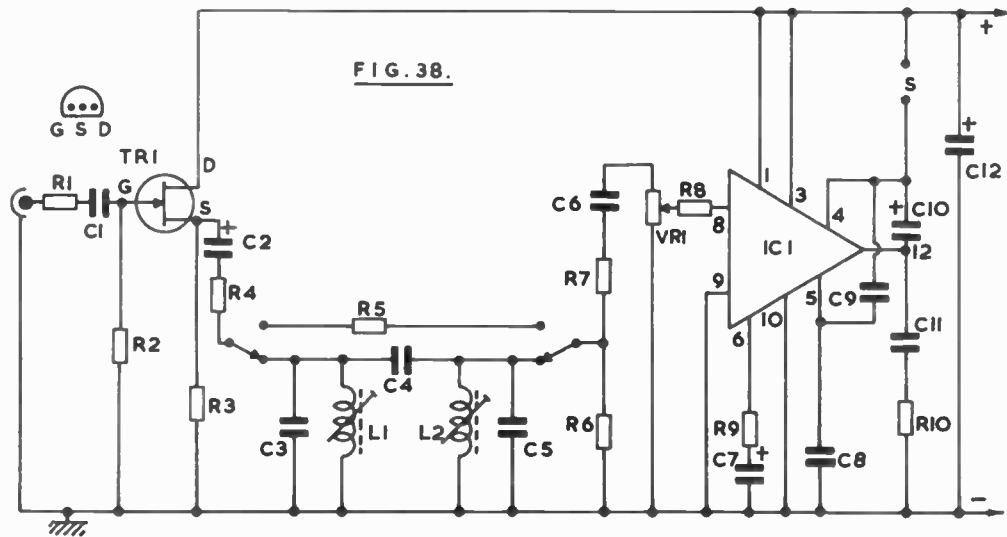 FIG.38.
+
S
G S D
TR1
D
R1
G
C1
S
+
C2
R4
R2
R3
R5
C4
C3
L1
L2
C5
C6
VR1
R7
R6
R8
8
1
3
IC1
9
4
10
5
6
12
+
C10
C9
+
C12
C11
R9
C7
+
C8
R10
-